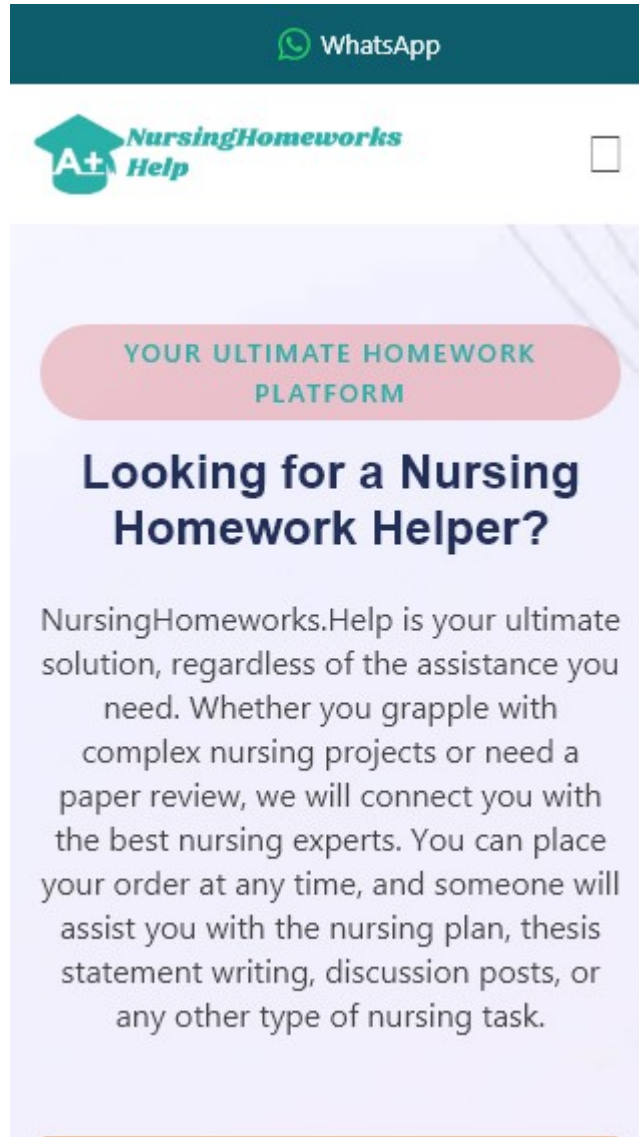 WhatsApp
A+
NursingHomeworks
Help
YOUR ULTIMATE HOMEWORK
PLATFORM
Looking for a Nursing
Homework Helper?
NursingHomeworks.Help is your ultimate
solution, regardless of the assistance you
need. Whether you grapple with
complex nursing projects or need a
paper review, we will connect you with
the best nursing experts. You can place
your order at any time, and someone will
assist you with the nursing plan, thesis
statement writing, discussion posts, or
any other type of nursing task.